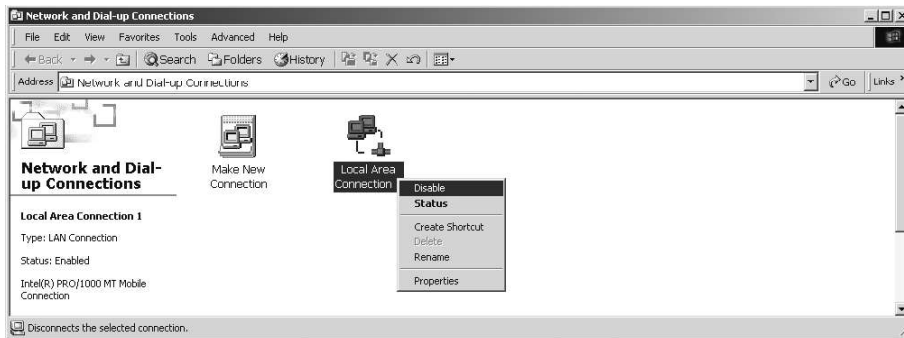 Network and Dial-up Connections
File Edit View Favorites Tools Advanced Help
Back Search Folders History
Address Network and Dial-up Connections Go Links
Network and Dial-
up Connections
Local Area Connection 1
Type: LAN Connection
Status: Enabled
Intel(R) PRO/1000 MT Mobile
Connection
Make New
Connection
Local Area
Connection
Disable
Status
Create Shortcut
Delete
Rename
Properties
Disconnects the selected connection.